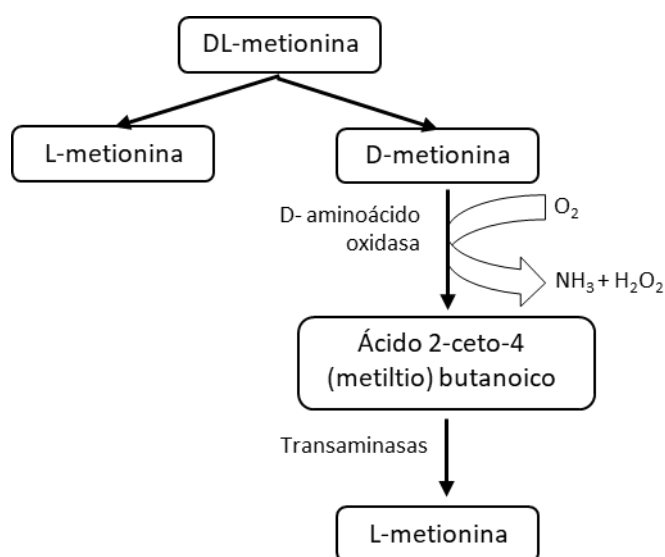 DL-metionina
L-metionina
D-metionina
D- aminoácido
oxidasa
O₂
NH₃ + H₂O₂
Ácido 2-ceto-4
(metiltio) butanoico
Transaminasas
L-metionina